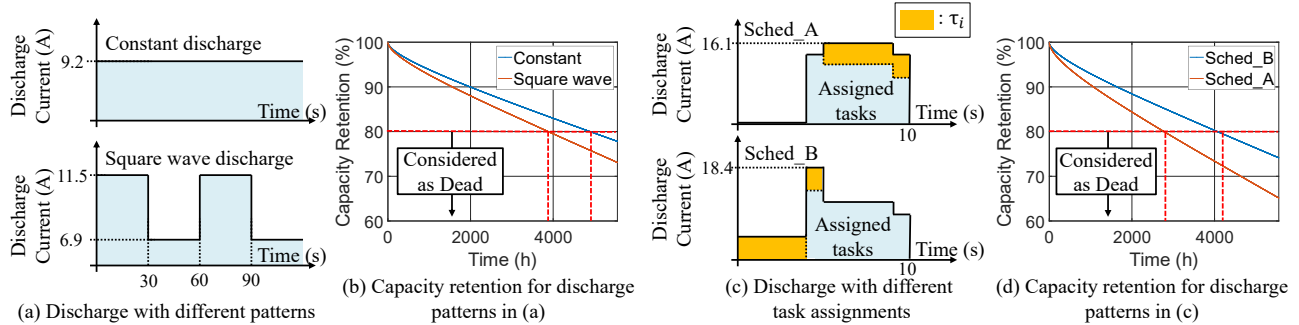 Discharge
Current (A)
Constant discharge
9.2
Time (s)
Discharge
Current (A)
Square wave discharge
11.5
6.9
Time (s)
30
60
90
(a) Discharge with different patterns
Capacity Retention (%)
100
90
80
70
60
Constant
Square wave
Considered
as Dead
0
2000
4000
Time (h)
(b) Capacity retention for discharge
patterns in (a)
: τi
Discharge
Current (A)
Sched_A
16.1
Assigned
tasks
10
Time (s)
Discharge
Current (A)
Sched_B
18.4
Assigned
tasks
Time (s)
10
(c) Discharge with different
task assignments
Capacity Retention (%)
100
90
80
70
60
Sched_B
Sched_A
Considered
as Dead
0
2000
4000
Time (h)
(d) Capacity retention for discharge
patterns in (c)